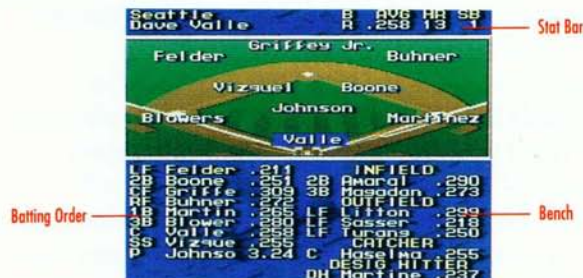 Seattle B AVG HR SB
Dave Valle R .258 13 1
Stat Bar
Griffey Jr.
Felder Buhner
Vizquel Boone
Johnson
Blowers Martinez
Valle
LF Felder .211 INFIELD
2B Boone .251 2B Amaral .290
CF Griffe .309 3B Magadan .273
RF Buhner .272 OUTFIELD
1B Martin .265 LF Litton .299
3B Blower .280 LF Sasser .218
C Valle .258 LF Turang .250
SS Vizque .255 CATCHER
P Johnso 3.24 C Haselma .255
DESIG HITTER
DH Martine .237
Batting Order
Bench